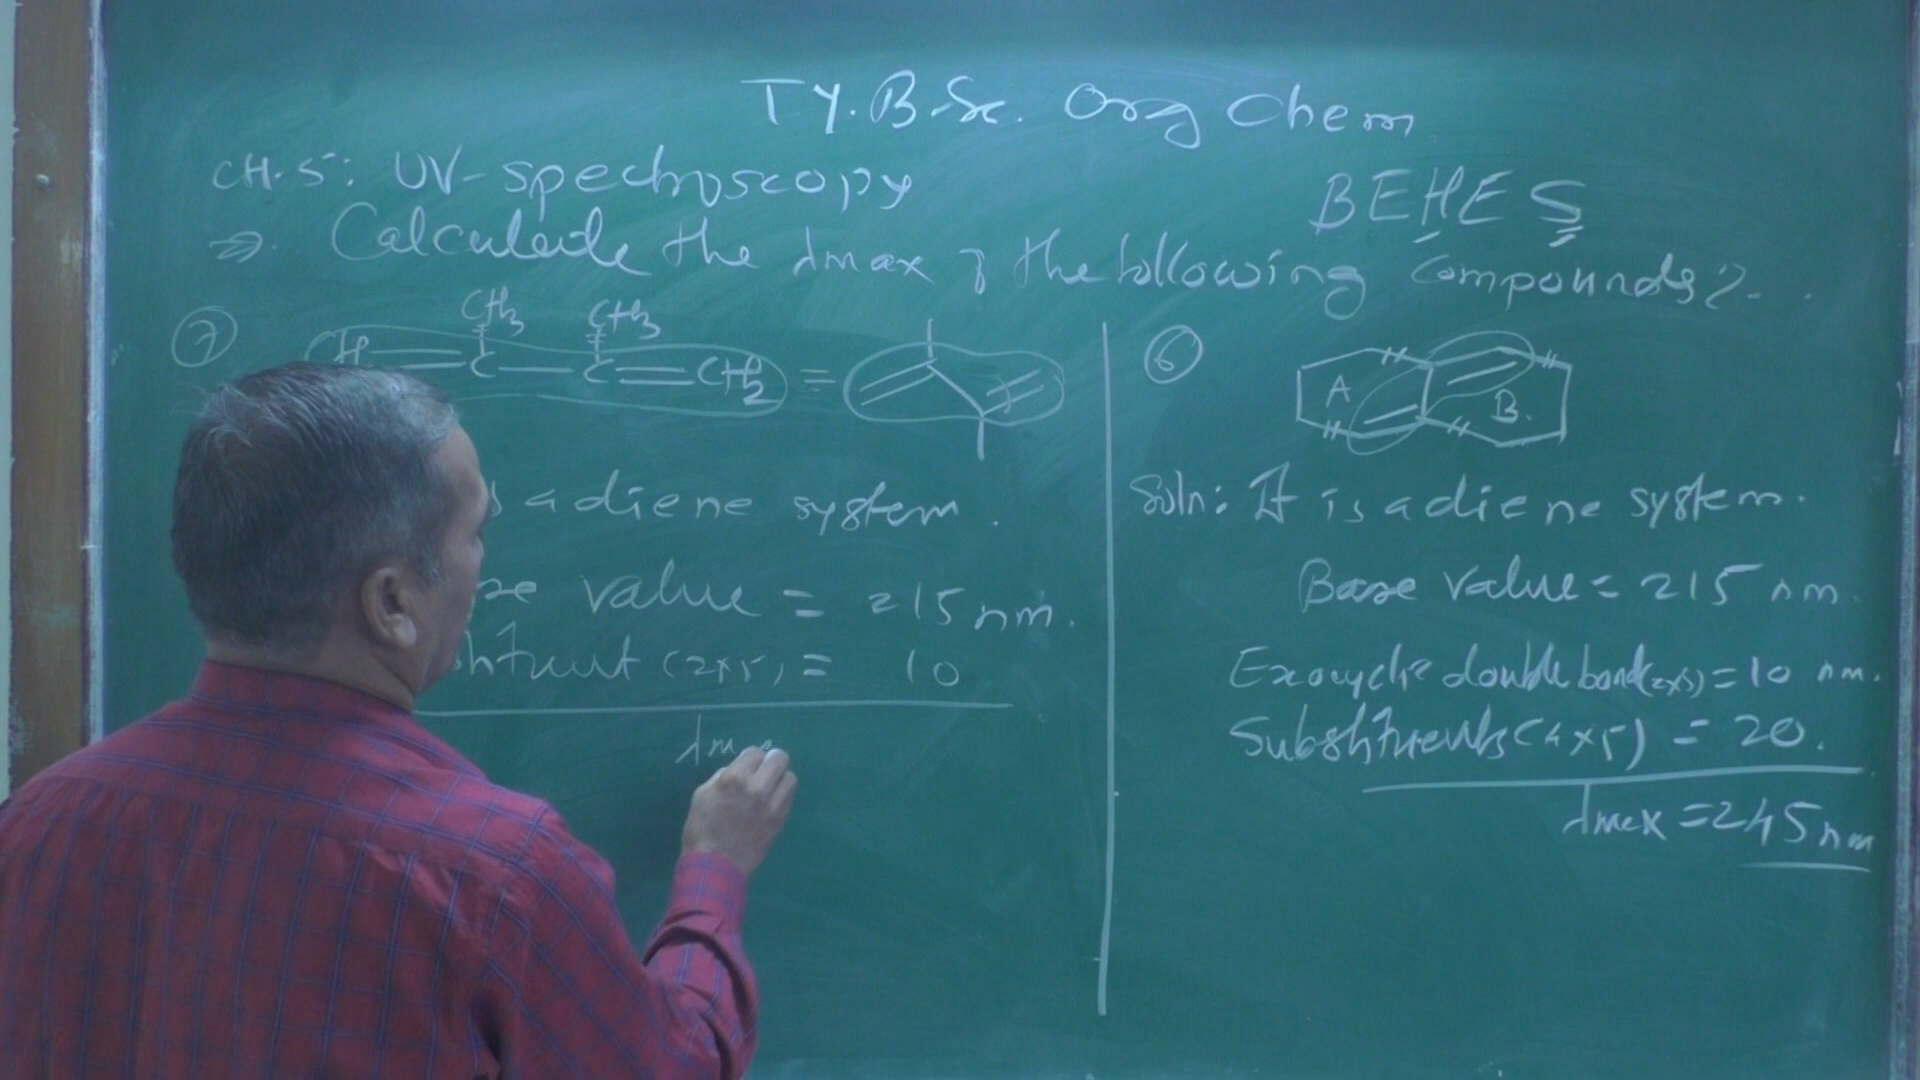 T Y. B.Sc. Org Chem
CH. 5: UV- spectroscopy
BEHES
⇒ Calculate the λmax of the following compounds?
7
CH3 CH3
CH = C — C = CH2 ≡
s a diene system.
se value = 215 nm.
(2x5) = 10
λma
6
A
B.
Soln: It is a diene system.
Base value = 215 nm.
Exocyclic double bond (2x5) = 10 nm.
Substituents (4x5) = 20.
λmax = 245 nm